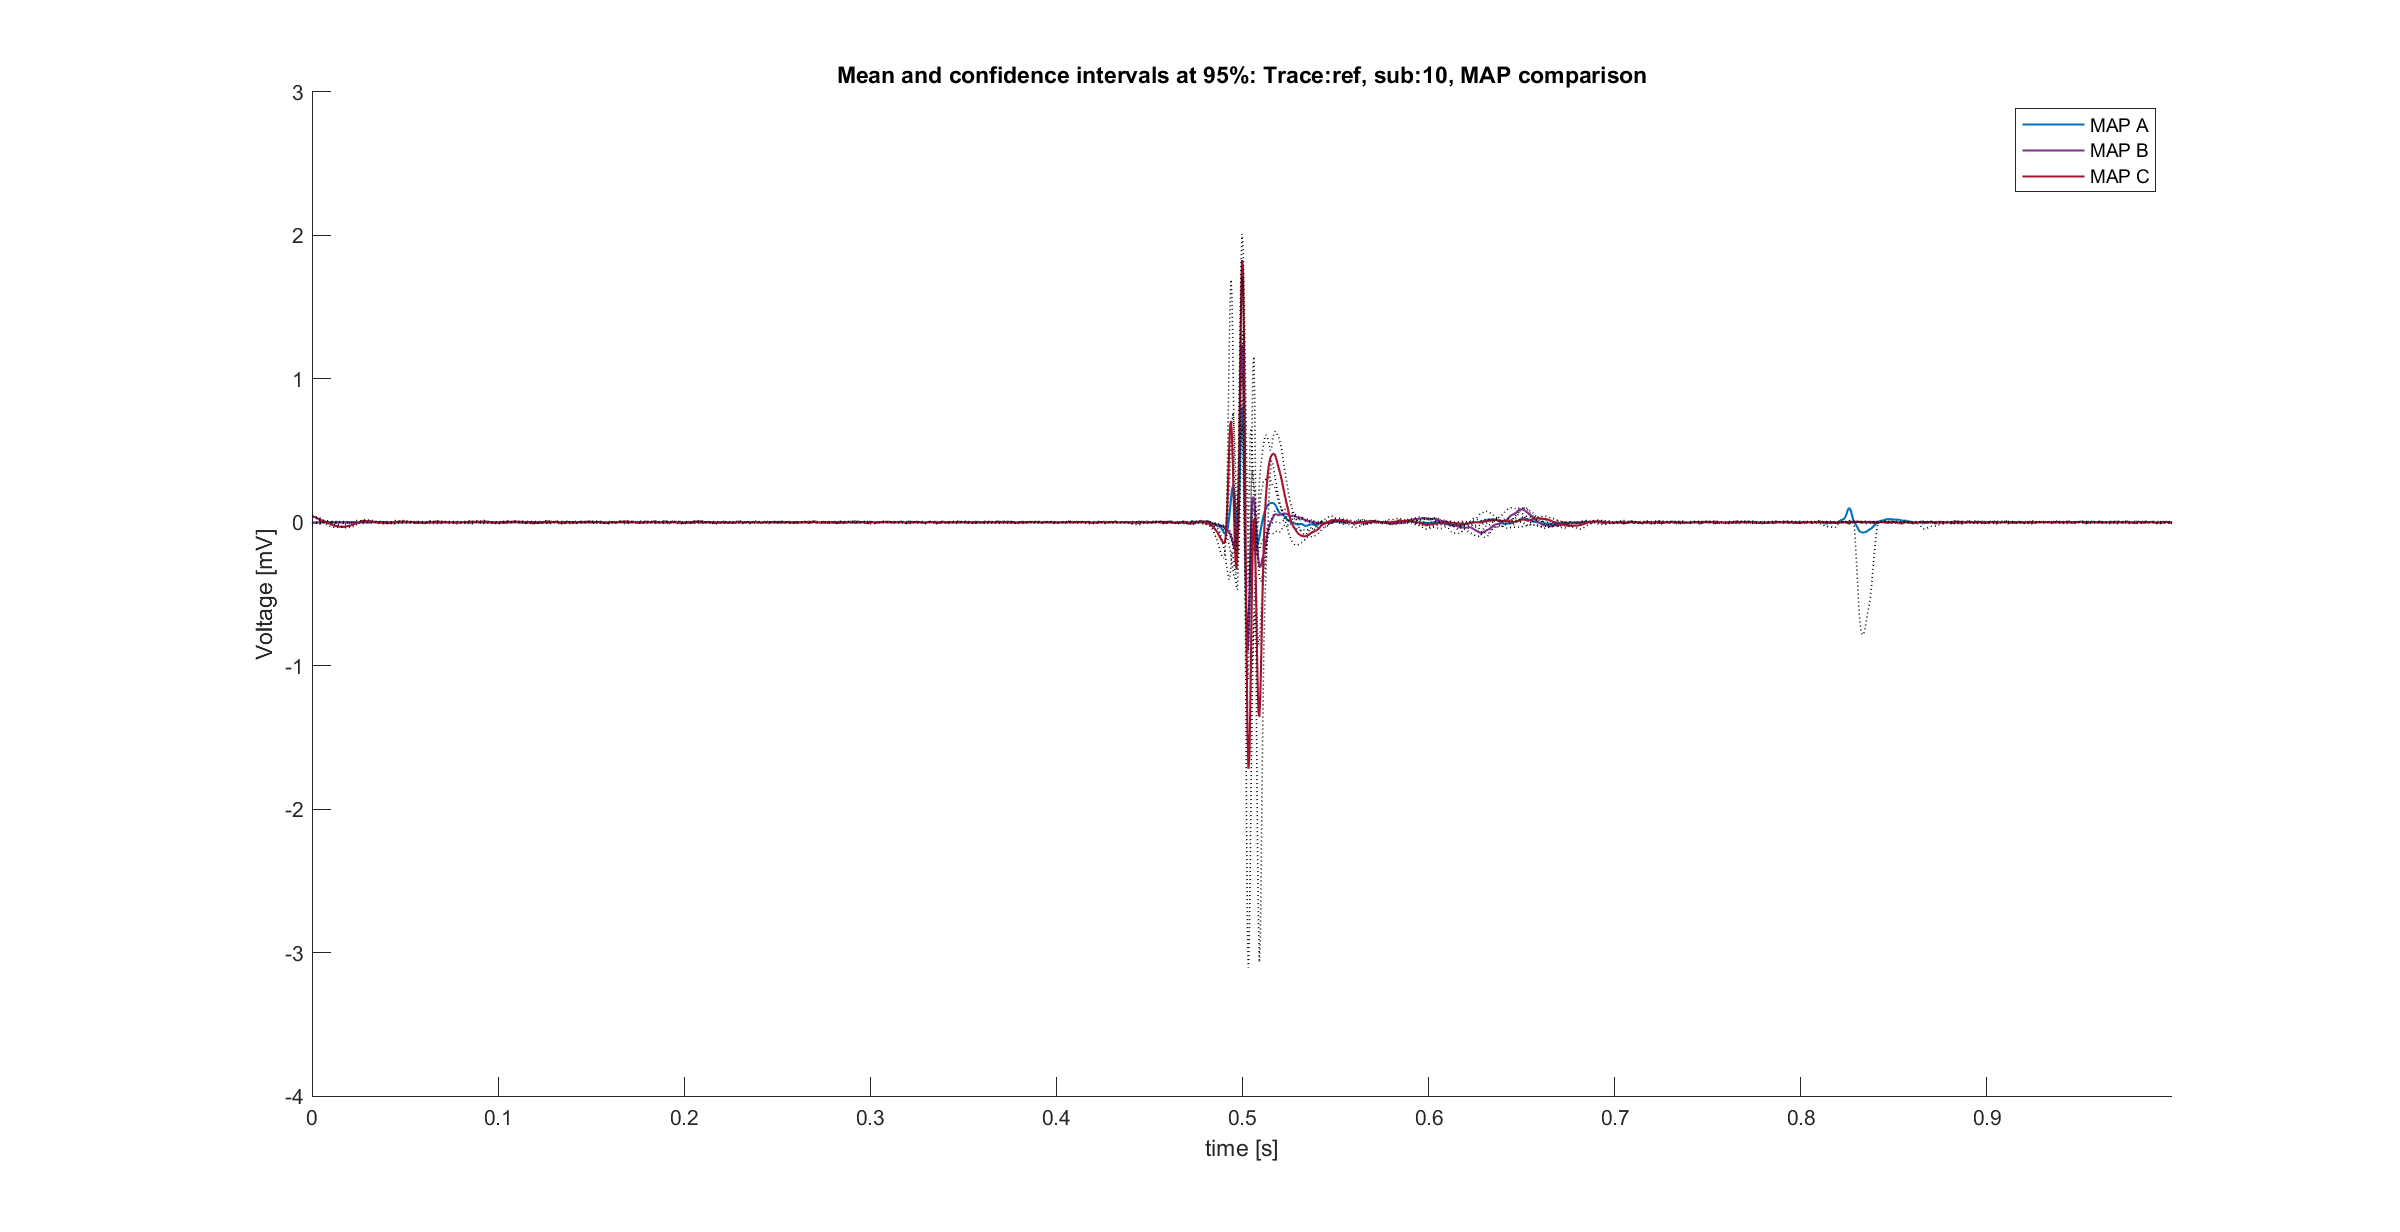 Mean and confidence intervals at 95%: Trace:ref, sub:10, MAP comparison
MAP A
MAP B
MAP C
3
2
1
0
-1
-2
-3
-4
Voltage [mV]
0 0.1 0.2 0.3 0.4 0.5 0.6 0.7 0.8 0.9
time [s]